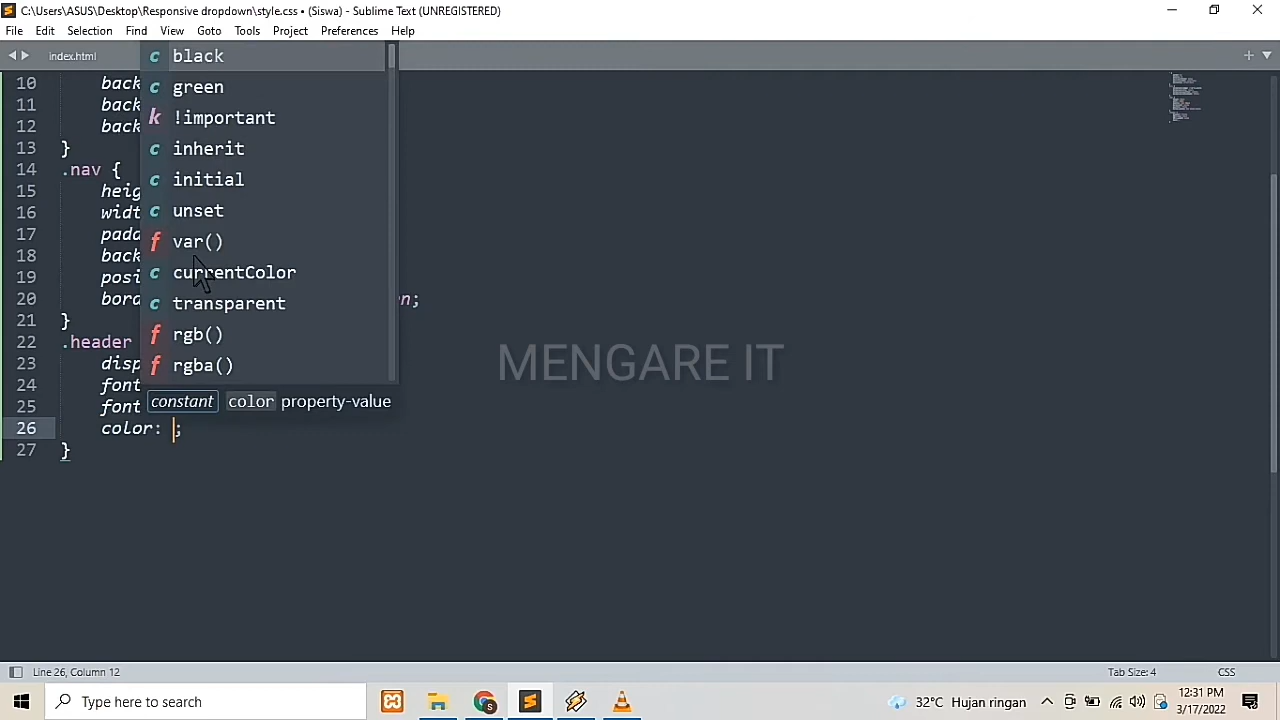 C:\Users\ASUS\Desktop\Responsive dropdown\style.css • (Siswa) - Sublime Text (UNREGISTERED)
File Edit Selection Find View Goto Tools Project Preferences Help
index.html
black
green
!important
inherit
initial
unset
var()
currentColor
transparent
rgb()
rgba()
constant color property-value
10 back
11 back
12 back
13 }
14 .nav {
15 heig
16 widt
17 padd
18 back
19 posi
20 bord n;
21 }
22 .header
23 disp
24 font
25 font
26 color: ;
27 }
MENGARE IT
Line 26, Column 12
Tab Size: 4 CSS
Type here to search
32°C Hujan ringan
12:31 PM
3/17/2022